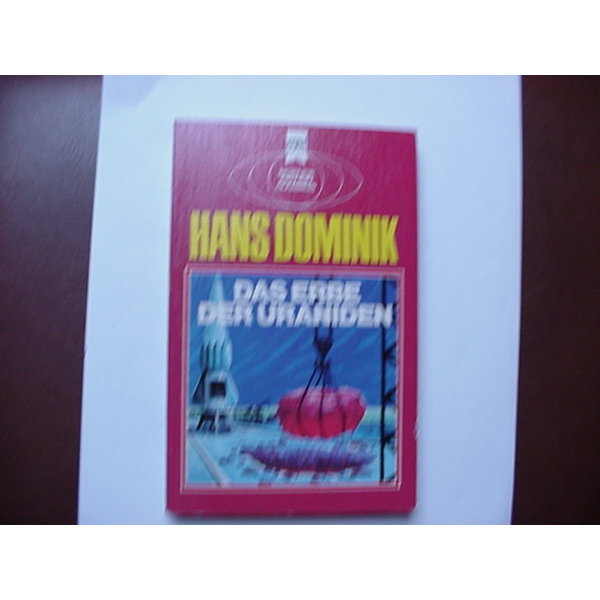 HANS DOMINIK
DAS ERBE
DER URANIDEN